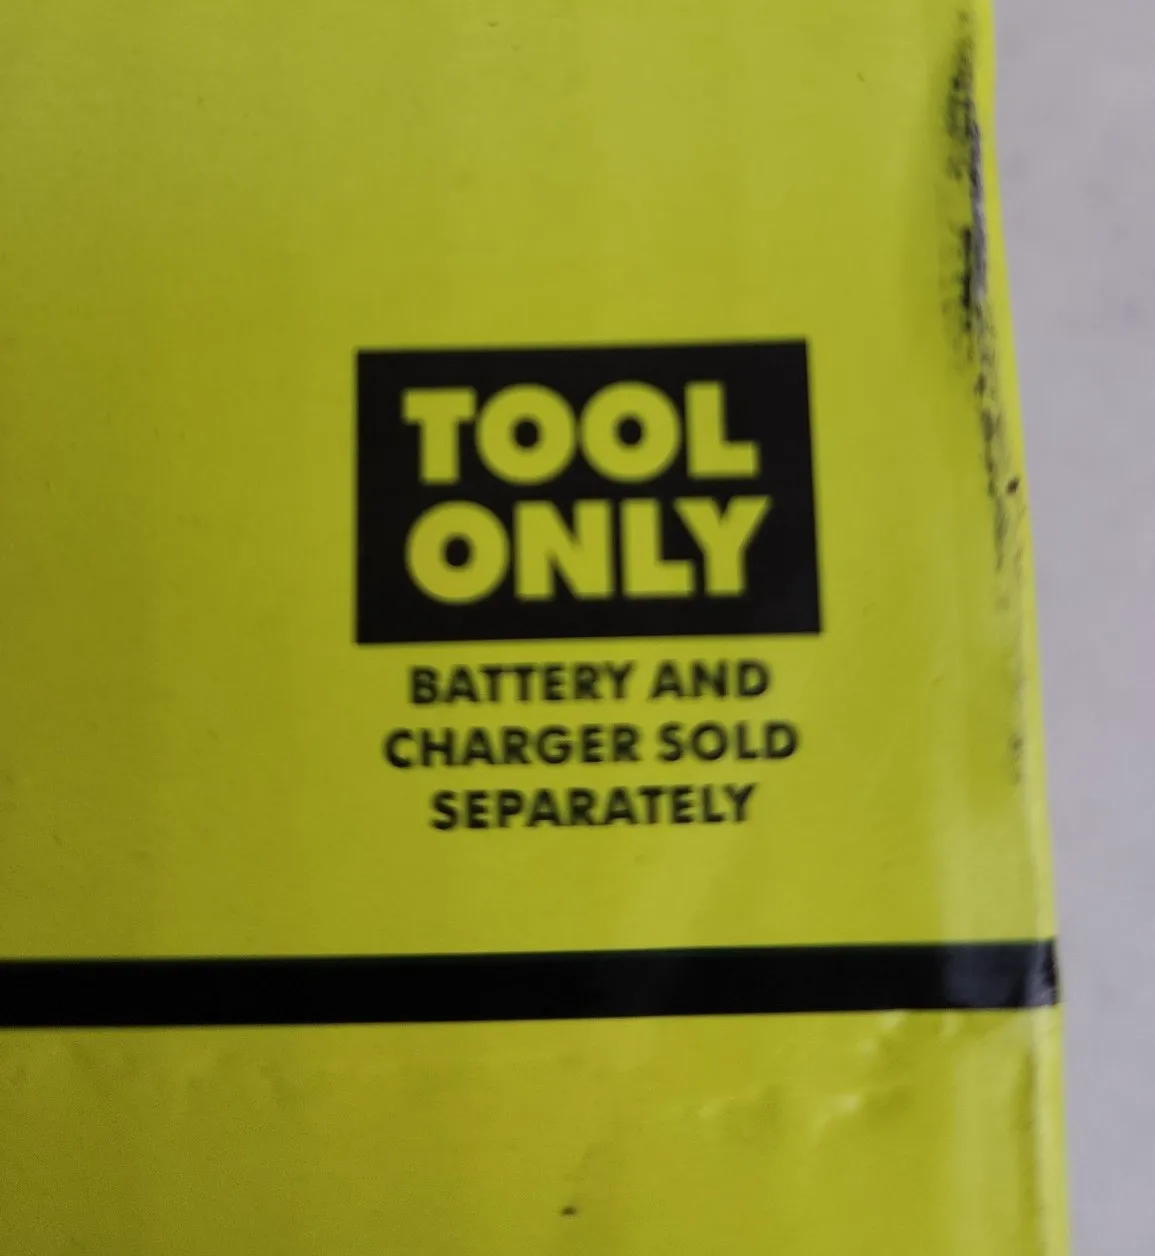 TOOL
ONLY
BATTERY AND
CHARGER SOLD
SEPARATELY